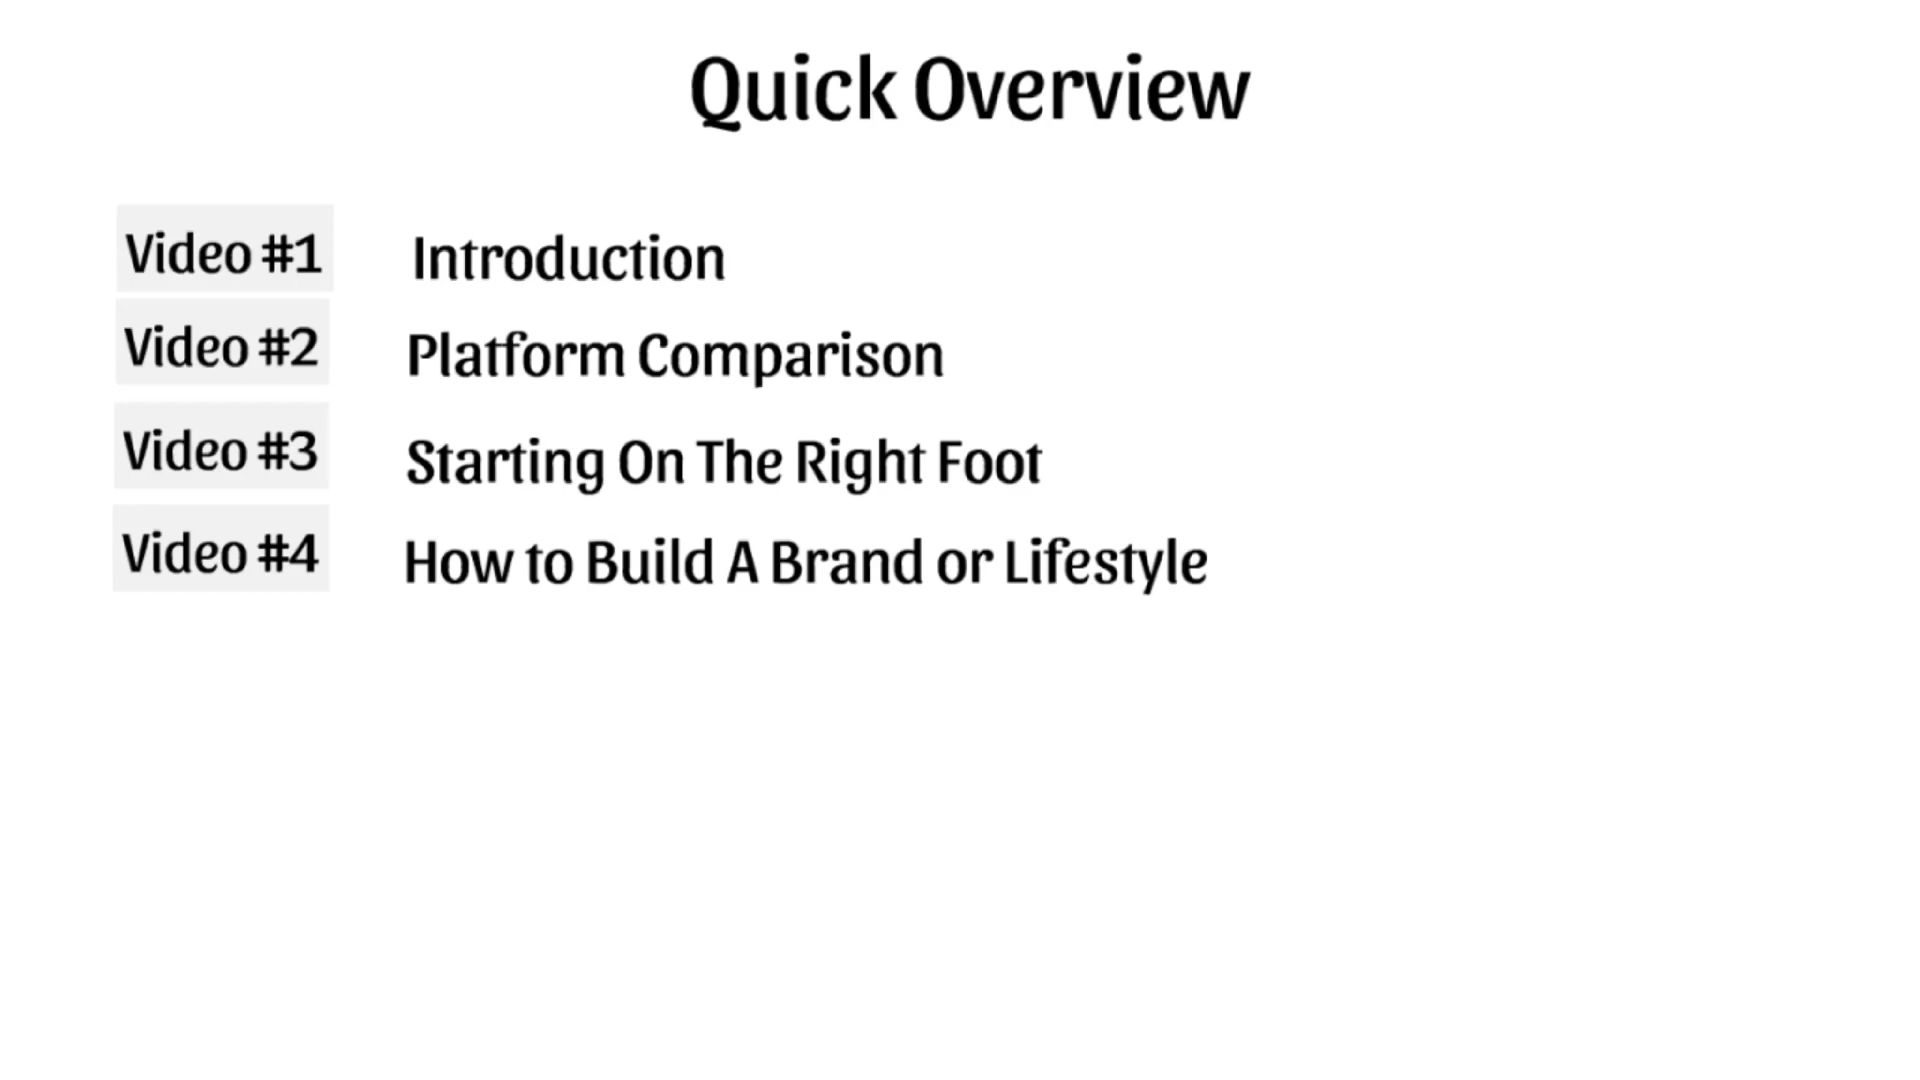 Quick Overview
Video #1 Introduction
Video #2 Platform Comparison
Video #3 Starting On The Right Foot
Video #4 How to Build A Brand or Lifestyle